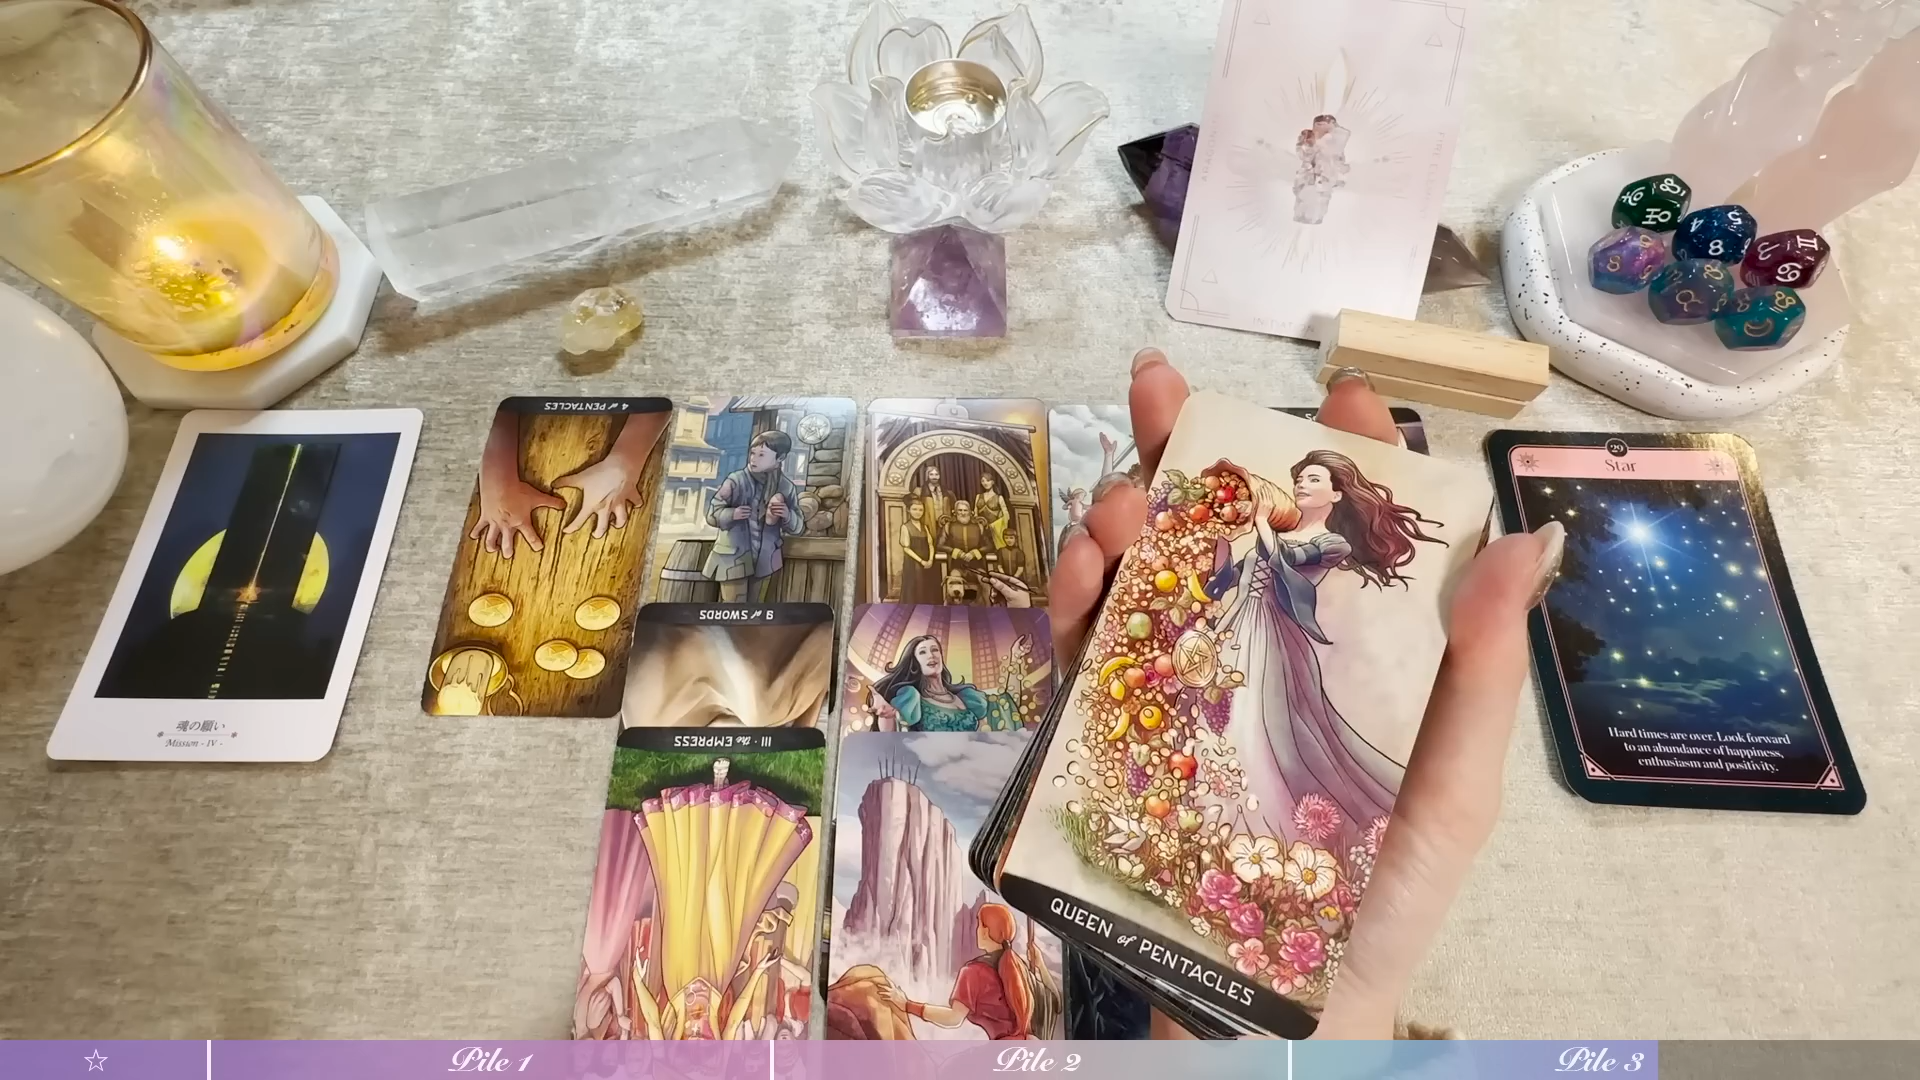 4 of PENTACLES
29
Star
魂の願い
Mission - IV -
9 of SWORDS
III · the EMPRESS
Hard times are over. Look forward
to an abundance of happiness,
enthusiasm and positivity.
QUEEN of PENTACLES
☆
Pile 1
Pile 2
Pile 3